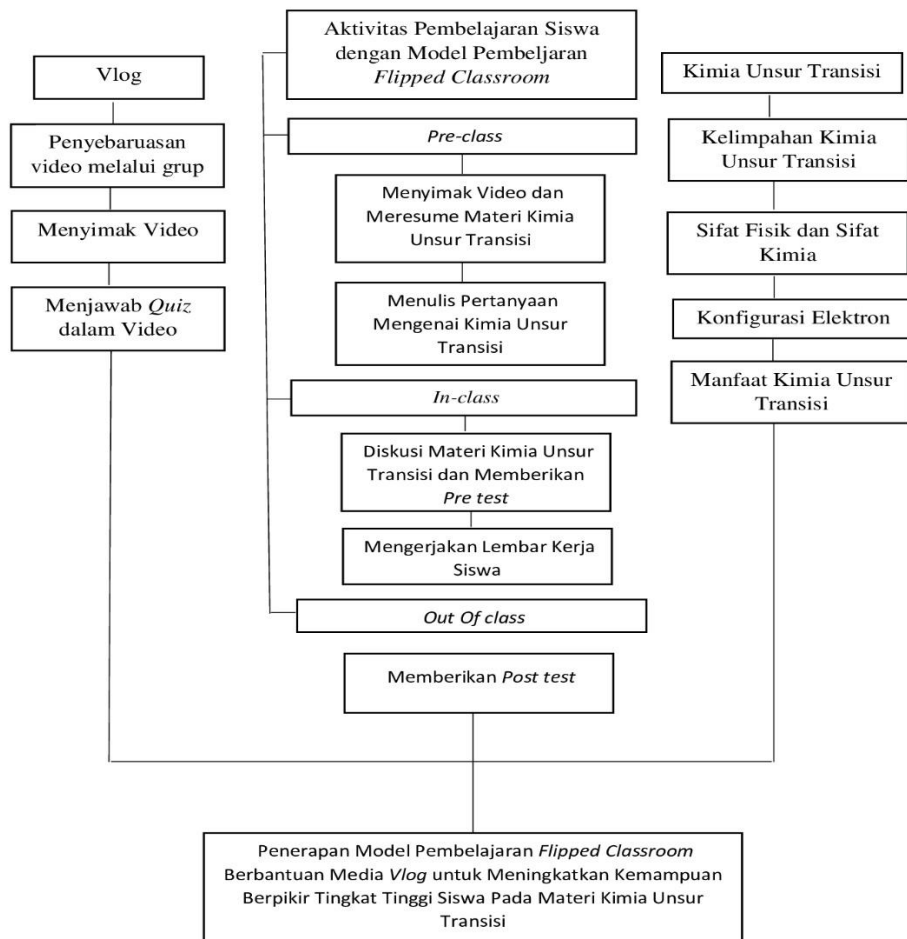 Vlog
Penyebaruasan
video melalui grup
Menyimak Video
Menjawab Quiz
dalam Video
Aktivitas Pembelajaran Siswa
dengan Model Pembeljaran
Flipped Classroom
Pre-class
Menyimak Video dan
Meresume Materi Kimia
Unsur Transisi
Menulis Pertanyaan
Mengenai Kimia Unsur
Transisi
In-class
Diskusi Materi Kimia Unsur
Transisi dan Memberikan
Pre test
Mengerjakan Lembar Kerja
Siswa
Out Of class
Memberikan Post test
Kimia Unsur Transisi
Kelimpahan Kimia
Unsur Transisi
Sifat Fisik dan Sifat
Kimia
Konfigurasi Elektron
Manfaat Kimia Unsur
Transisi
Penerapan Model Pembelajaran Flipped Classroom
Berbantuan Media Vlog untuk Meningkatkan Kemampuan
Berpikir Tingkat Tinggi Siswa Pada Materi Kimia Unsur
Transisi